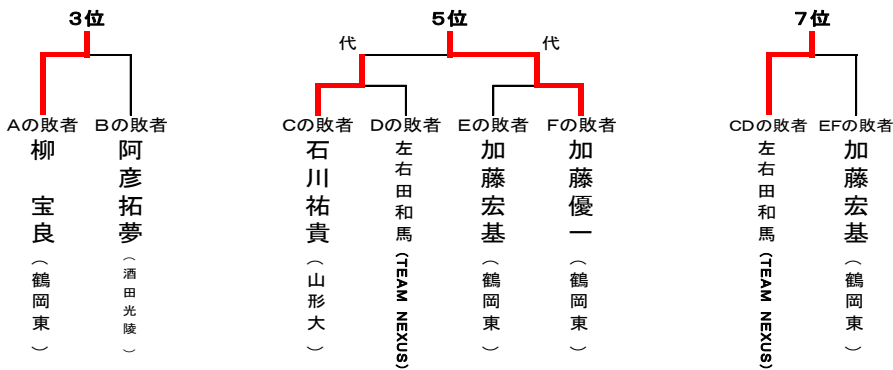 3位
5位
7位
代
代
Aの敗者
Bの敗者
Cの敗者
Dの敗者
Eの敗者
Fの敗者
CDの敗者
EFの敗者
柳　宝良（鶴岡東　）
阿彦拓夢（酒田光陵　）
石川祐貴（山形大　）
左右田和馬(TEAM NEXUS)
加藤宏基（鶴岡東　）
加藤優一（鶴岡東　）
左右田和馬(TEAM NEXUS)
加藤宏基（鶴岡東　）